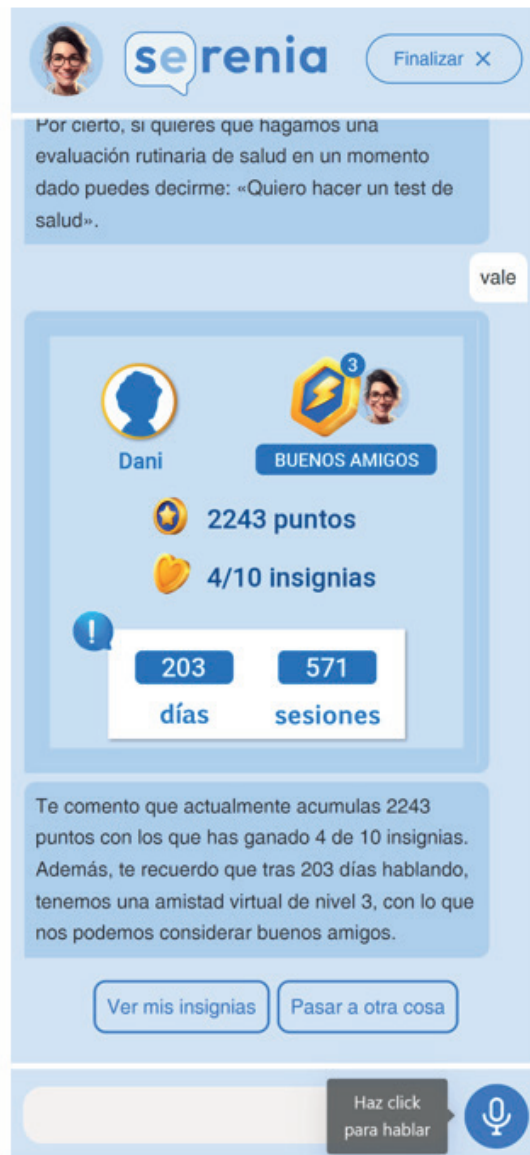 serenia
Finalizar X
Por cierto, si quieres que hagamos una
evaluación rutinaria de salud en un momento
dado puedes decirme: «Quiero hacer un test de
salud».
vale
3
Dani
BUENOS AMIGOS
2243 puntos
4/10 insignias
!
203
571
días
sesiones
Te comento que actualmente acumulas 2243
puntos con los que has ganado 4 de 10 insignias.
Además, te recuerdo que tras 203 días hablando,
tenemos una amistad virtual de nivel 3, con lo que
nos podemos considerar buenos amigos.
Ver mis insignias
Pasar a otra cosa
Haz click
para hablar